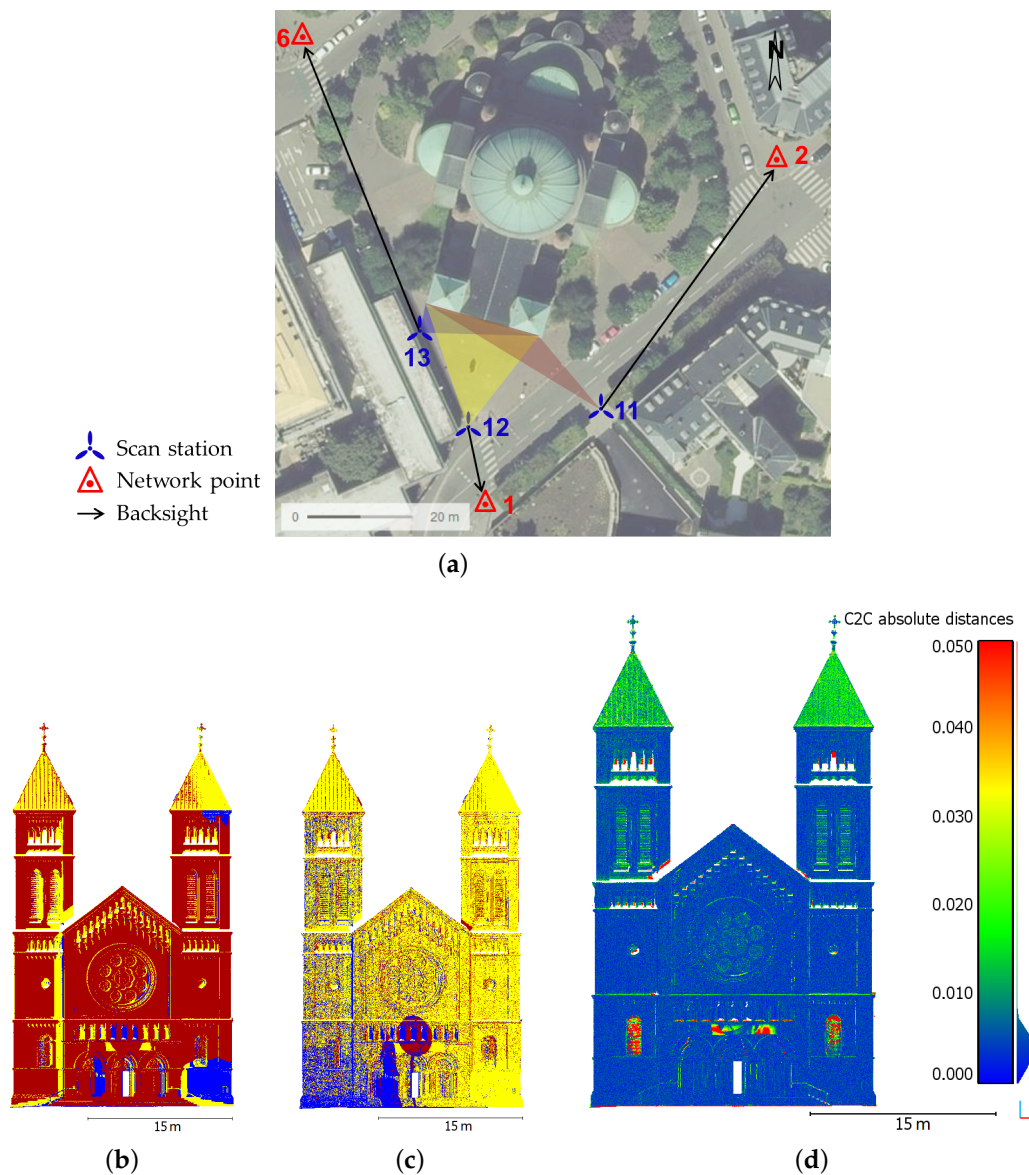 6
N
2
13
11
12
Scan station
Network point
1
Backsight
0 20 m
(a)
C2C absolute distances
0.050
0.040
0.030
0.020
0.010
0.000
15 m
15 m
15 m
(b)
(c)
(d)